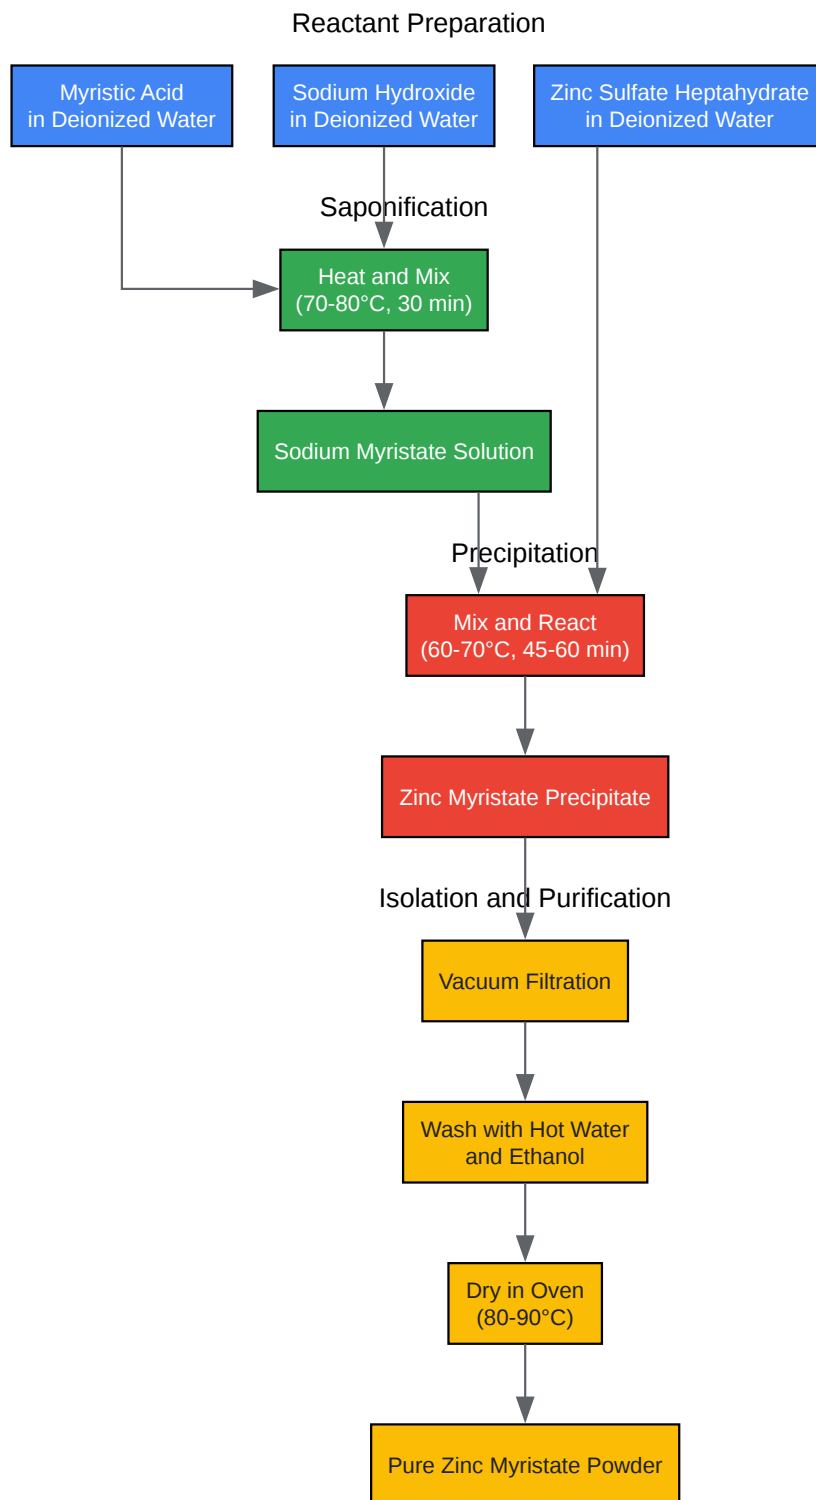 Reactant Preparation
Myristic Acid
in Deionized Water
Sodium Hydroxide
in Deionized Water
Zinc Sulfate Heptahydrate
in Deionized Water
Saponification
Heat and Mix
(70-80°C, 30 min)
Sodium Myristate Solution
Precipitation
Mix and React
(60-70°C, 45-60 min)
Zinc Myristate Precipitate
Isolation and Purification
Vacuum Filtration
Wash with Hot Water
and Ethanol
Dry in Oven
(80-90°C)
Pure Zinc Myristate Powder